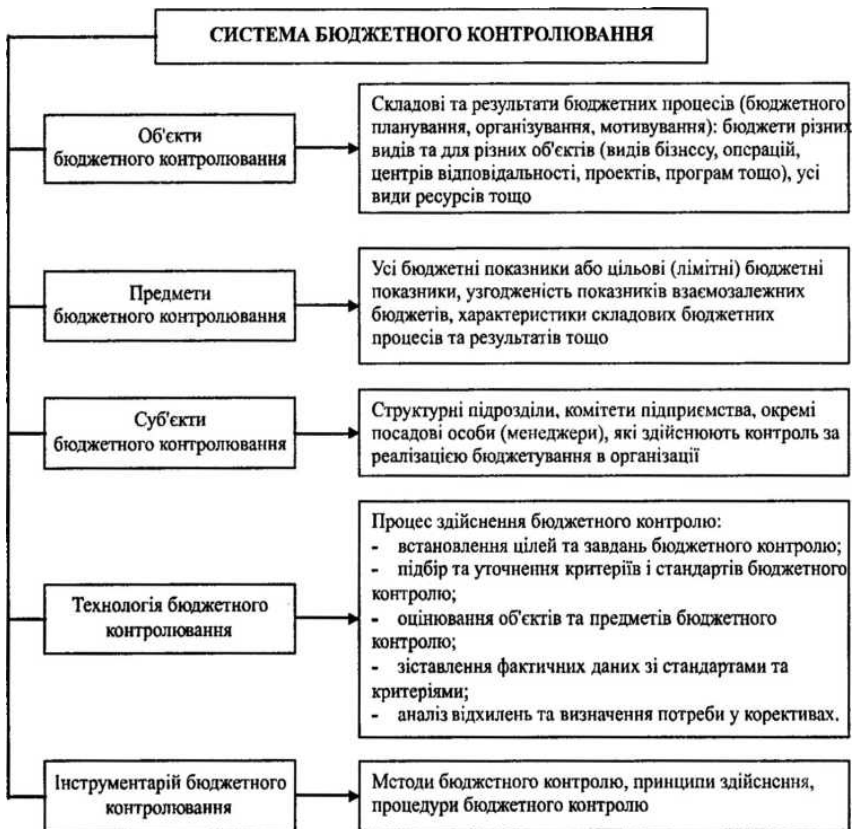 СИСТЕМА БЮДЖЕТНОГО КОНТРОЛЮВАННЯ
Об'єкти
бюджетного контролювання
Складові та результати бюджетних процесів (бюджетного
планування, організування, мотивування): бюджети різних
видів та для різних об'єктів (видів бізнесу, операцій,
центрів відповідальності, проектів, програм тощо), усі
види ресурсів тощо
Предмети
бюджетного контролювання
Усі бюджетні показники або цільові (лімітні) бюджетні
показники, узгодженість показників взаємозалежних
бюджетів, характеристики складових бюджетних
процесів та результатів тощо
Суб'єкти
бюджетного контролювання
Структурні підрозділи, комітети підприємства, окремі
посадові особи (менеджери), які здійснюють контроль за
реалізацією бюджетування в організації
Технологія бюджетного
контролювання
Процес здійснення бюджетного контролю:
- встановлення цілей та завдань бюджетного контролю;
- підбір та уточнення критеріїв і стандартів бюджетного
контролю;
- оцінювання об'єктів та предметів бюджетного
контролю;
- зіставлення фактичних даних зі стандартами та
критеріями;
- аналіз відхилень та визначення потреби у корективах.
Інструментарій бюджетного
контролювання
Методи бюджетного контролю, принципи здійснення,
процедури бюджетного контролю